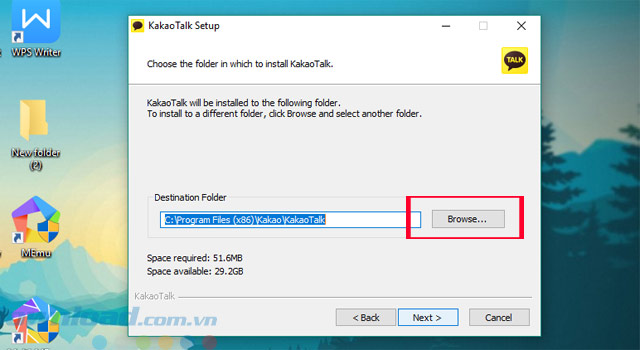 WPS Writer
New folder
(2)
MEmu
KakaoTalk Setup
Choose the folder in which to install KakaoTalk.
TALK
KakaoTalk will be installed to the following folder.
To install to a different folder, click Browse and select another folder.
Destination Folder
C:\Program Files (x86)\Kakao\KakaoTalk
Browse...
Space required: 51.6MB
Space available: 29.2GB
KakaoTalk
.com.vn
< Back
Next >
Cancel